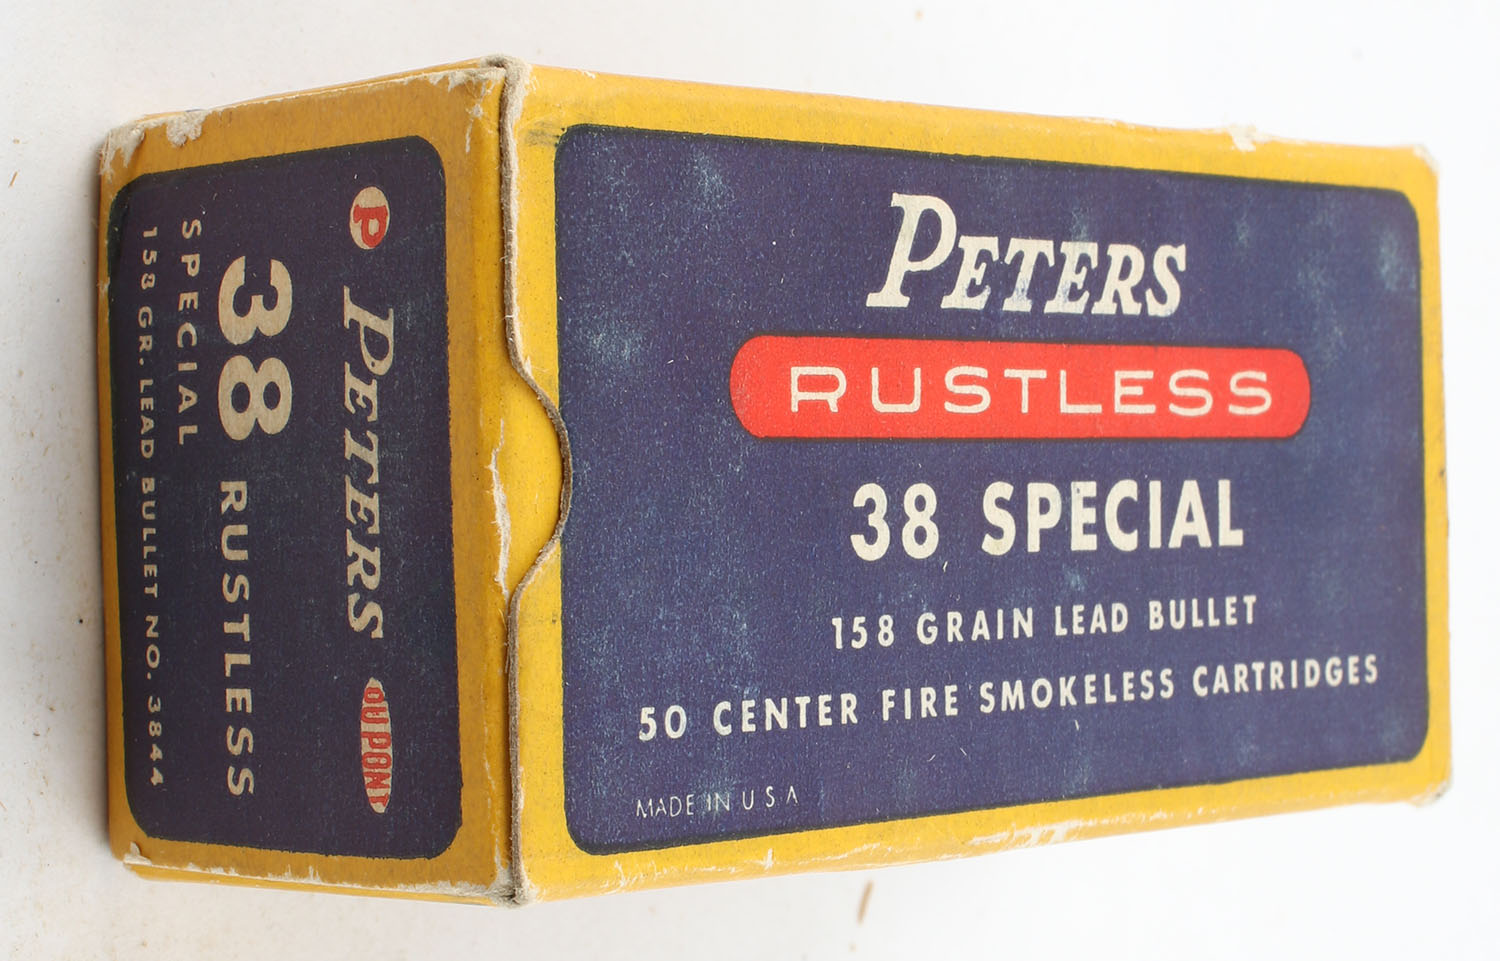 PETERS
RUSTLESS
38 SPECIAL
158 GRAIN LEAD BULLET
50 CENTER FIRE SMOKELESS CARTRIDGES
MADE IN U S A
P PETERS DU PONT
38 RUSTLESS
SPECIAL
158 GR. LEAD BULLET NO. 3844